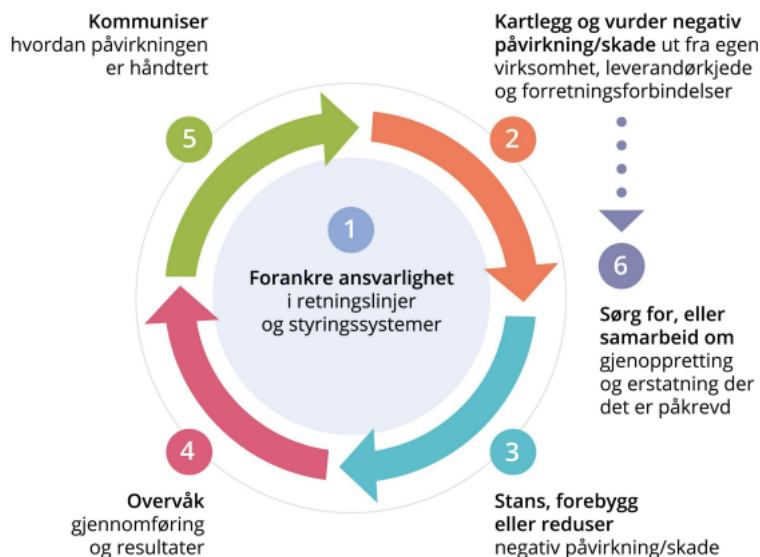 1
Forankre ansvarlighet
i retningslinjer
og styringssystemer
2
Kartlegg og vurder negativ
påvirkning/skade ut fra egen
virksomhet, leverandørkjede
og forretningsforbindelser
3
Stans, forebygg
eller reduser
negativ påvirkning/skade
4
Overvåk
gjennomføring
og resultater
5
Kommuniser
hvordan påvirkningen
er håndtert
6
Sørg for, eller
samarbeid om
gjenoppretting
og erstatning der
det er påkrevd